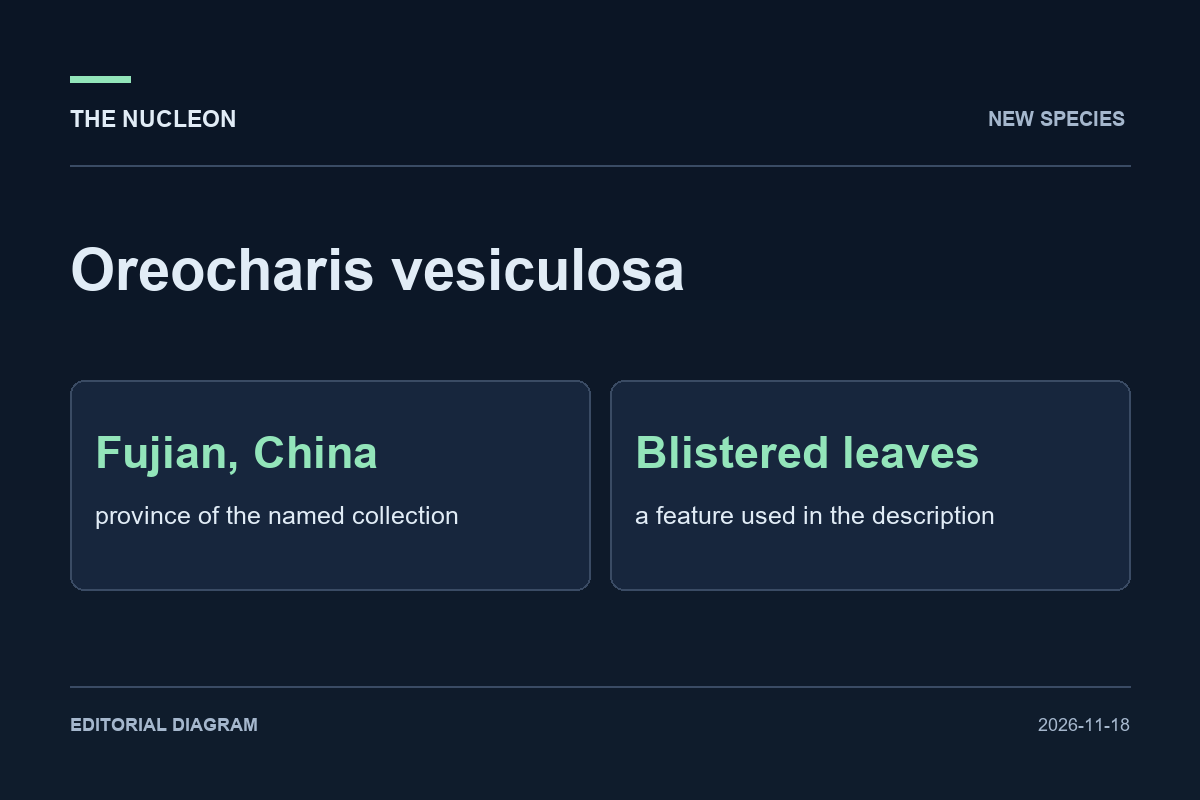 THE NUCLEON
NEW SPECIES
Oreocharis vesiculosa
Fujian, China
province of the named collection
Blistered leaves
a feature used in the description
EDITORIAL DIAGRAM
2026-11-18